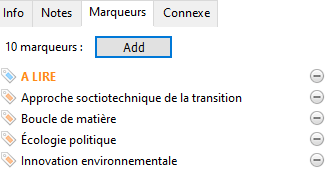 Info Notes Marqueurs Connexe
10 marqueurs : Add
A LIRE
Approche soctiotechnique de la transition
Boucle de matière
Écologie politique
Innovation environnementale